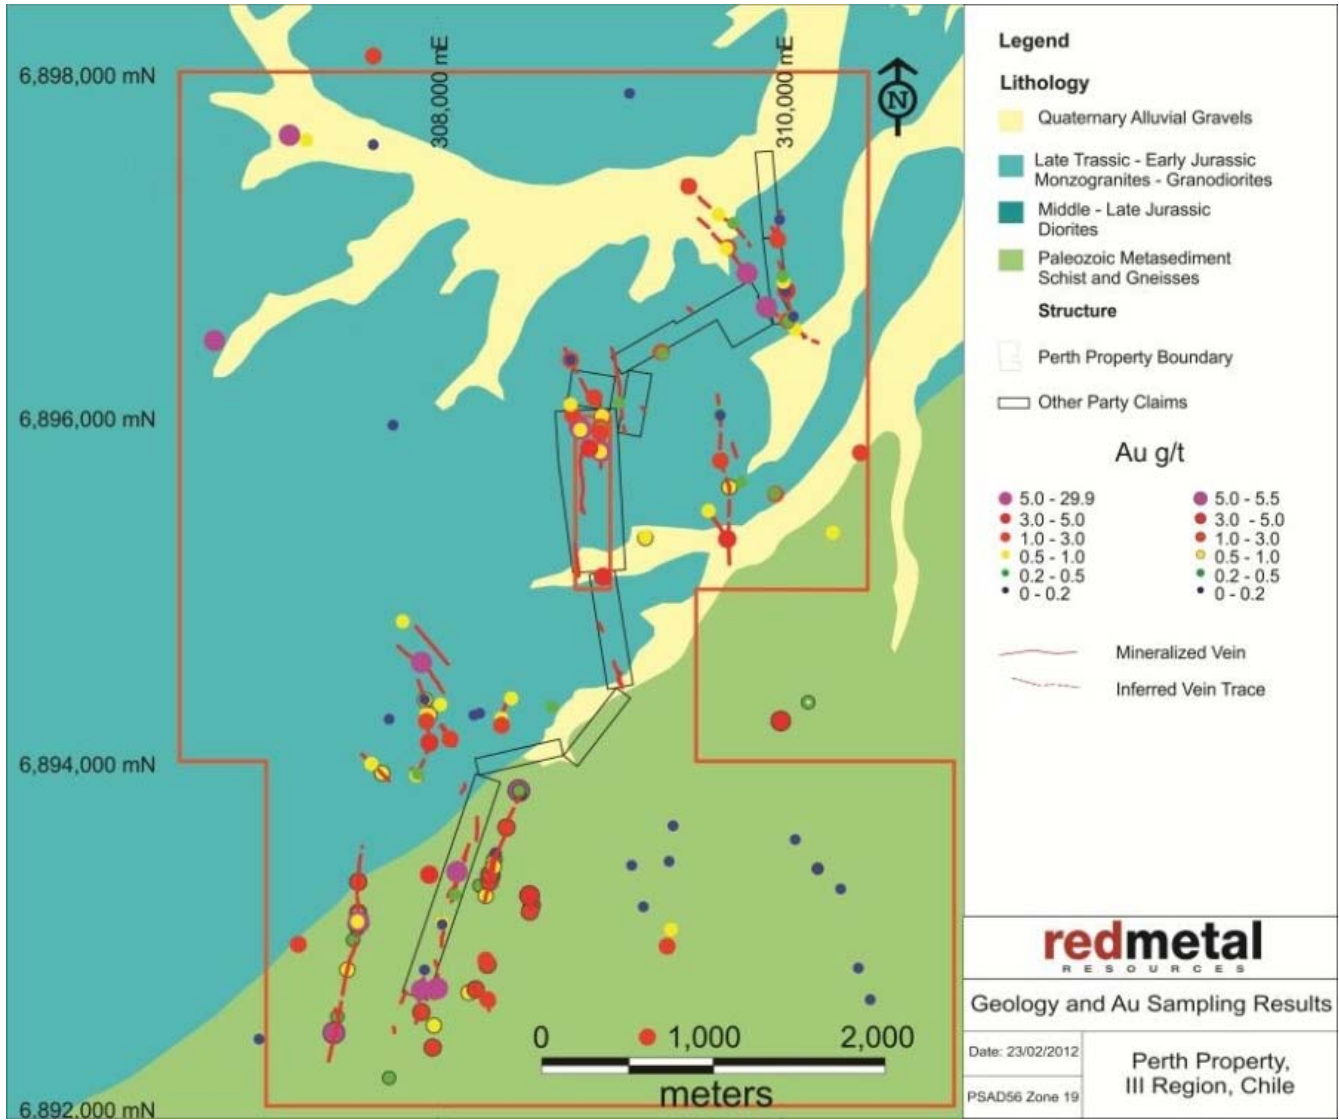 6,898,000 mN
308,000 mE
310,000 mE
N
6,896,000 mN
6,894,000 mN
6,892,000 mN
0 1,000 2,000
meters
Legend
Lithology
Quaternary Alluvial Gravels
Late Trassic - Early Jurassic
Monzogranites - Granodiorites
Middle - Late Jurassic
Diorites
Paleozoic Metasediment
Schist and Gneisses
Structure
Perth Property Boundary
Other Party Claims
Au g/t
5.0 - 29.9 5.0 - 5.5
3.0 - 5.0 3.0 - 5.0
1.0 - 3.0 1.0 - 3.0
0.5 - 1.0 0.5 - 1.0
0.2 - 0.5 0.2 - 0.5
0 - 0.2 0 - 0.2
Mineralized Vein
Inferred Vein Trace
redmetal
RESOURCES
Geology and Au Sampling Results
Date: 23/02/2012
PSAD56 Zone 19
Perth Property,
III Region, Chile